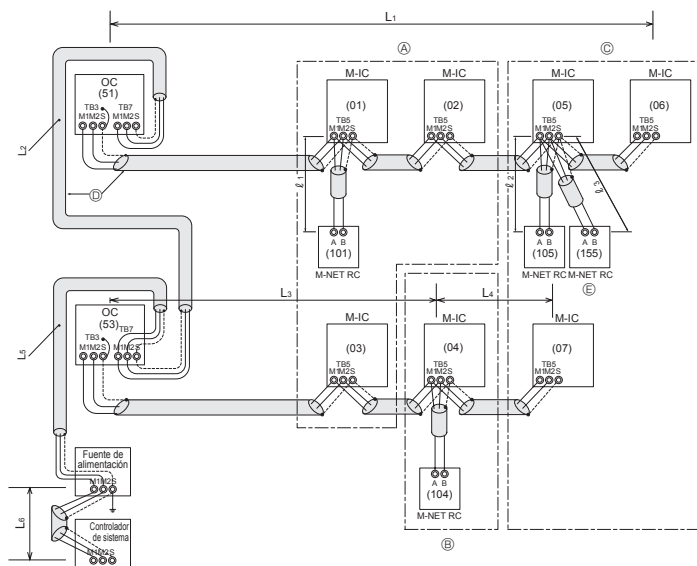 L1
A
C
M-IC
M-IC
M-IC
M-IC
OC
(51)
TB3
TB7
M1M2S
M1M2S
(01)
TB5
M1M2S
(02)
TB5
M1M2S
(05)
TB5
M1M2S
(06)
TB5
M1M2S
L2
D
ℓ1
ℓ2
ℓ3
A B
(101)
M-NET RC
A B
(105)
M-NET RC
A B
(155)
M-NET RC
E
L3
L4
OC
(53)
TB3
TB7
M1M2S
M1M2S
M-IC
(03)
TB5
M1M2S
M-IC
(04)
TB5
M1M2S
M-IC
(07)
TB5
M1M2S
L5
A B
(104)
M-NET RC
B
Fuente de
alimentación
M1M2S
L6
Controlador
de sistema
M1M2S